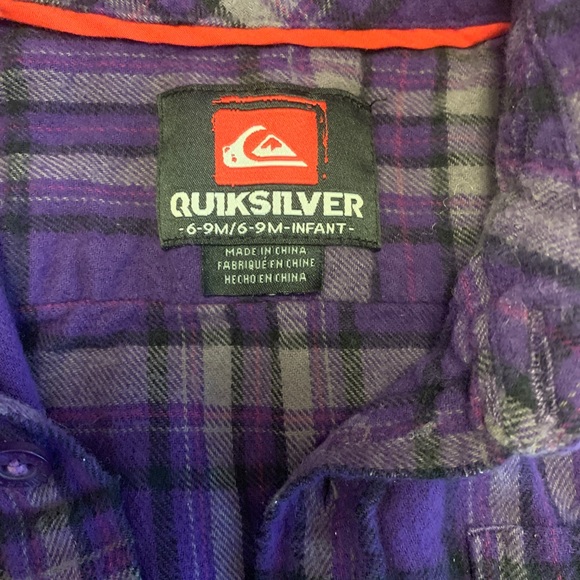 QUIKSILVER
-6-9M/6-9M-INFANT-
MADE IN CHINA
FABRIQUÉ EN CHINE
HECHO EN CHINA